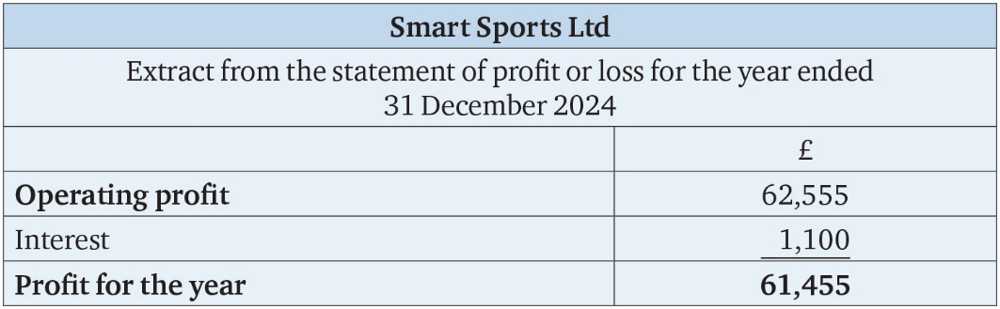 Smart Sports Ltd
Extract from the statement of profit or loss for the year ended
31 December 2024
£
Operating profit 62,555
Interest 1,100
Profit for the year 61,455